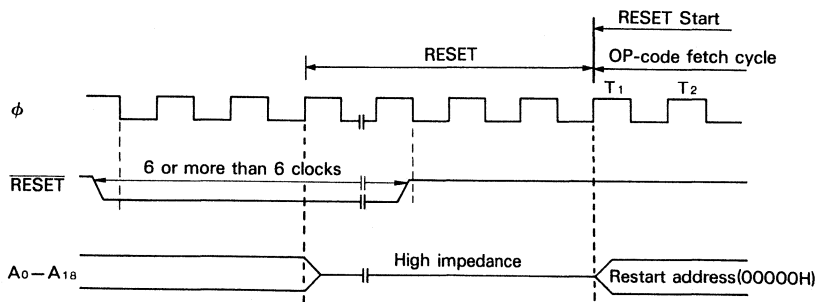 RESET Start
RESET
OP-code fetch cycle
T1 T2
φ
6 or more than 6 clocks
RESET
High impedance
A0–A18
Restart address(00000H)